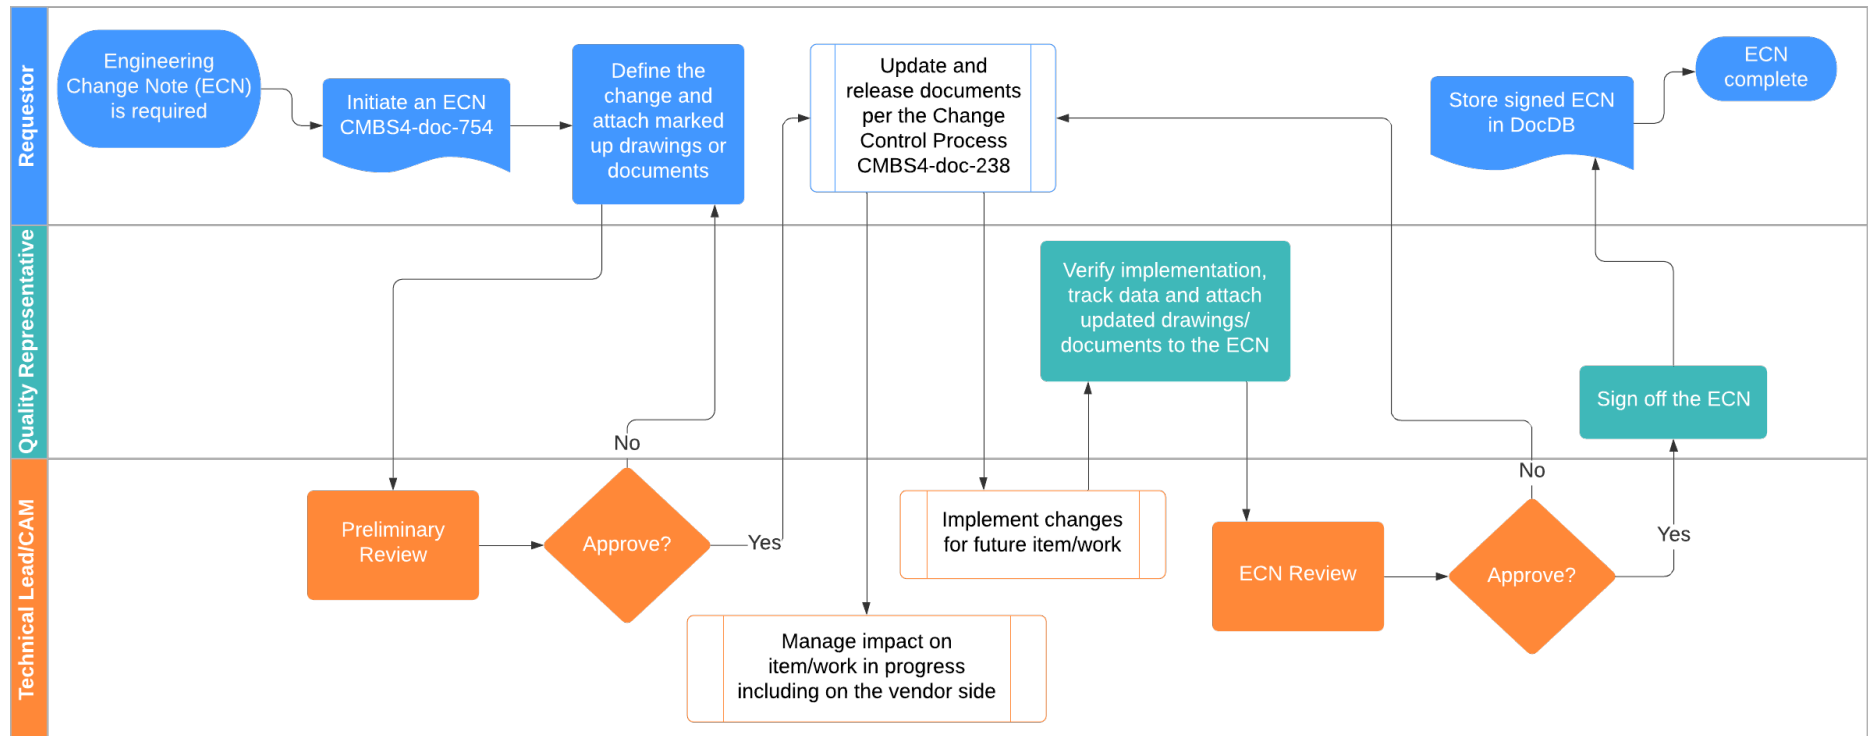 Requestor
Engineering
Change Note (ECN)
is required
Initiate an ECN
CMBS4-doc-754
Define the
change and
attach marked
up drawings or
documents
Update and
release documents
per the Change
Control Process
CMBS4-doc-238
Store signed ECN
in DocDB
ECN
complete
Quality Representative
Verify implementation,
track data and attach
updated drawings/
documents to the ECN
Sign off the ECN
No
Technical Lead/CAM
Preliminary
Review
Approve?
Yes
Implement changes
for future item/work
Manage impact on
item/work in progress
including on the vendor side
ECN Review
No
Approve?
Yes